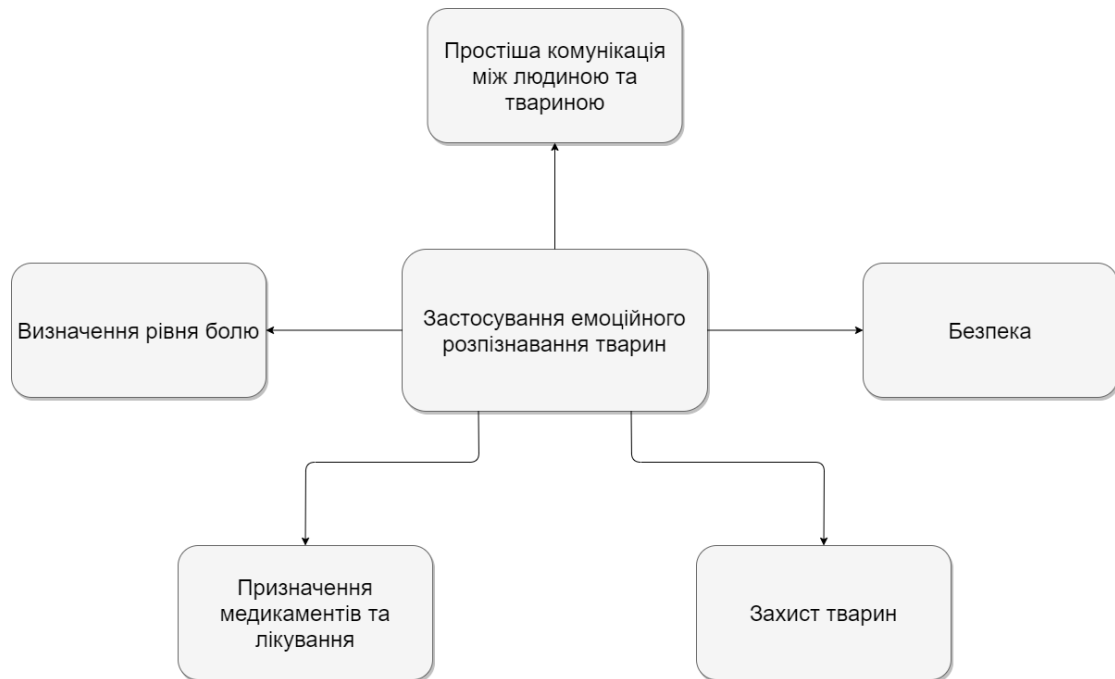 Простіша комунікація
між людиною та
твариною
Визначення рівня болю
Застосування емоційного
розпізнавання тварин
Безпека
Призначення
медикаментів та
лікування
Захист тварин